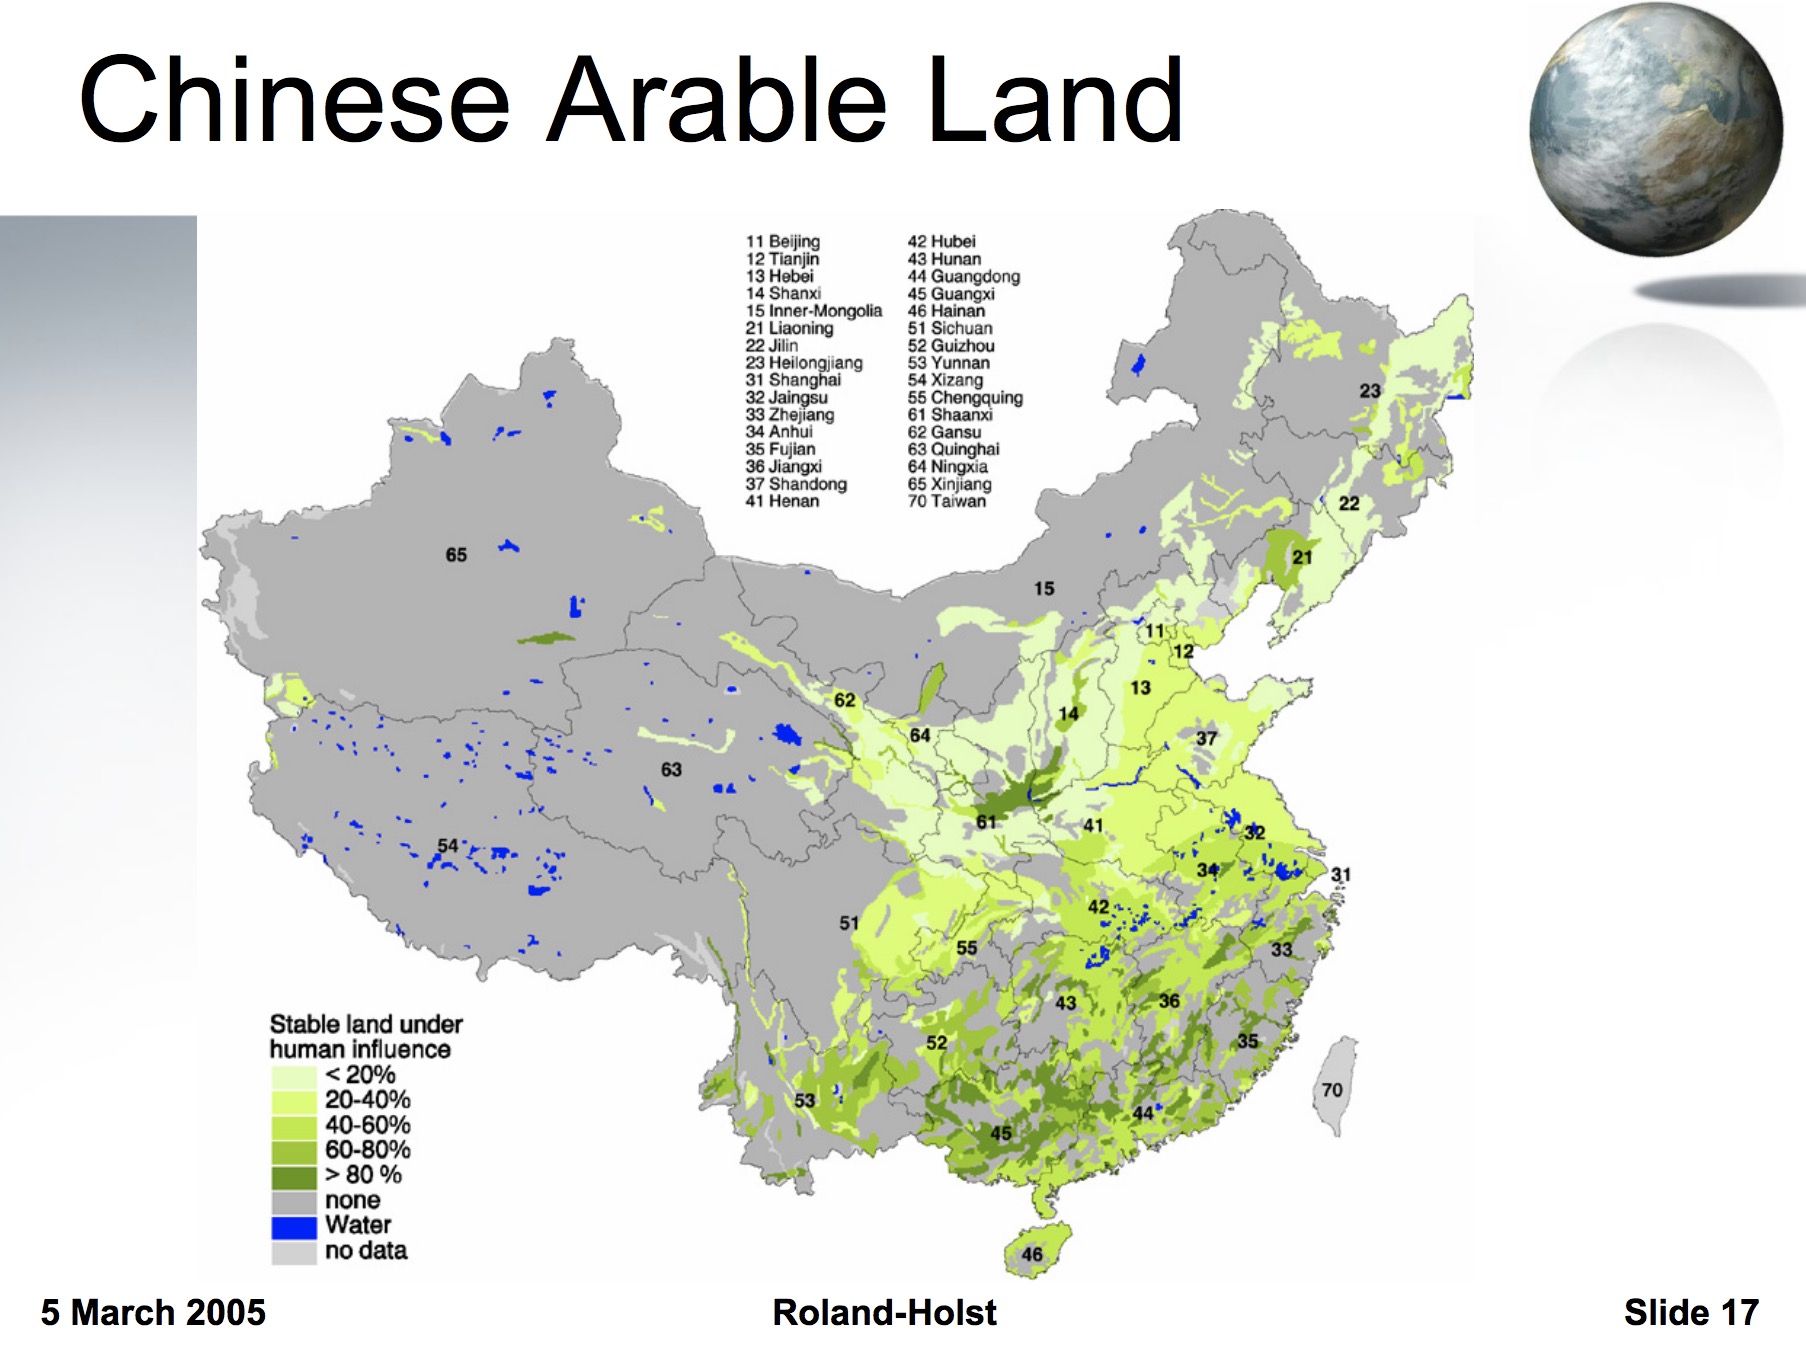 Chinese Arable Land
11 Beijing
12 Tianjin
13 Hebei
14 Shanxi
15 Inner-Mongolia
21 Liaoning
22 Jilin
23 Heilongjiang
31 Shanghai
32 Jaingsu
33 Zhejiang
34 Anhui
35 Fujian
36 Jiangxi
37 Shandong
41 Henan
42 Hubei
43 Hunan
44 Guangdong
45 Guangxi
46 Hainan
51 Sichuan
52 Guizhou
53 Yunnan
54 Xizang
55 Chengquing
61 Shaanxi
62 Gansu
63 Quinghai
64 Ningxia
65 Xinjiang
70 Taiwan
23
22
21
65
15
11
12
13
62
14
64
37
63
61
41
32
54
34
31
51
42
55
33
43
36
52
35
70
53
44
45
46
Stable land under
human influence
< 20%
20-40%
40-60%
60-80%
> 80 %
none
Water
no data
5 March 2005
Roland-Holst
Slide 17